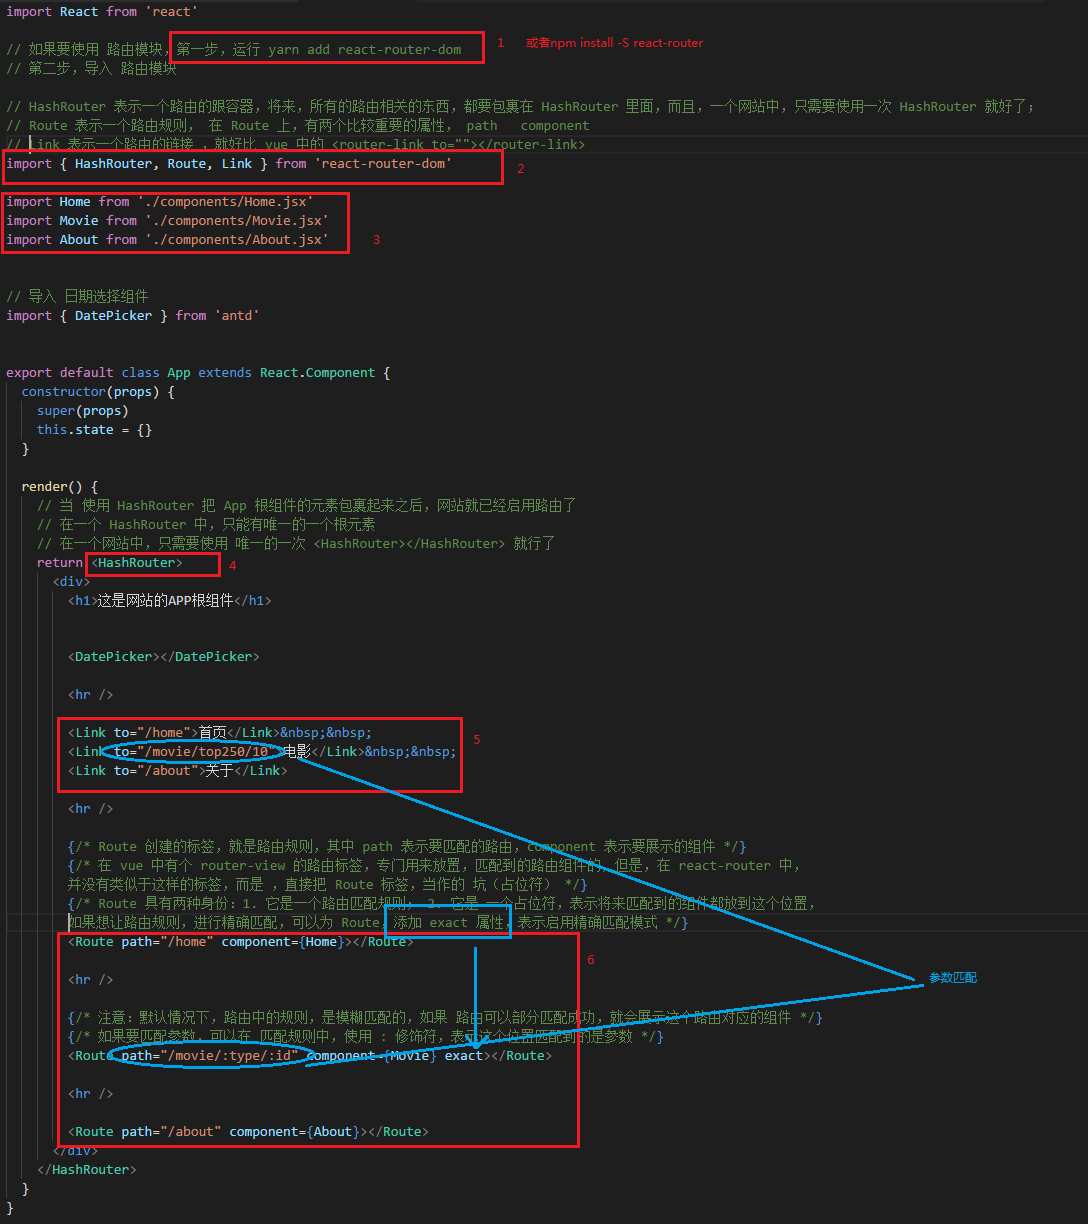 import React from 'react'
// 如果要使用 路由模块，第一步，运行 yarn add react-router-dom
1 或者npm install -S react-router
// 第二步，导入 路由模块
// HashRouter 表示一个路由的跟容器，将来，所有的路由相关的东西，都要包裹在 HashRouter 里面，而且，一个网站中，只需要使用一次 HashRouter 就好了；
// Route 表示一个路由规则， 在 Route 上，有两个比较重要的属性， path   component
// Link 表示一个路由的链接 ，就好比 vue 中的 <router-link to=""></router-link>
import { HashRouter, Route, Link } from 'react-router-dom'
2
import Home from './components/Home.jsx'
import Movie from './components/Movie.jsx'
import About from './components/About.jsx'
3
// 导入 日期选择组件
import { DatePicker } from 'antd'
export default class App extends React.Component {
constructor(props) {
super(props)
this.state = {}
}
render() {
// 当 使用 HashRouter 把 App 根组件的元素包裹起来之后，网站就已经启用路由了
// 在一个 HashRouter 中，只能有唯一的一个根元素
// 在一个网站中，只需要使用 唯一的一次 <HashRouter></HashRouter> 就行了
return <HashRouter>
4
<div>
<h1>这是网站的APP根组件</h1>
<DatePicker></DatePicker>
<hr />
<Link to="/home">首页</Link>&nbsp;&nbsp;
5
<Link to="/movie/top250/10">电影</Link>&nbsp;&nbsp;
<Link to="/about">关于</Link>
<hr />
{/* Route 创建的标签，就是路由规则，其中 path 表示要匹配的路由，component 表示要展示的组件 */}
{/* 在 vue 中有个 router-view 的路由标签，专门用来放置，匹配到的路由组件的，但是，在 react-router 中，
并没有类似于这样的标签，而是 ，直接把 Route 标签，当作的 坑（占位符） */}
{/* Route 具有两种身份：1. 它是一个路由匹配规则； 2. 它是 一个占位符，表示将来匹配到的组件都放到这个位置，
如果想让路由规则，进行精确匹配，可以为 Route，添加 exact 属性，表示启用精确匹配模式 */}
<Route path="/home" component={Home}></Route>
6
<hr />
参数匹配
{/* 注意：默认情况下，路由中的规则，是模糊匹配的，如果 路由可以部分匹配成功，就会展示这个路由对应的组件 */}
{/* 如果要匹配参数，可以在 匹配规则中，使用 : 修饰符，表示这个位置匹配到的是参数 */}
<Route path="/movie/:type/:id" component={Movie} exact></Route>
<hr />
<Route path="/about" component={About}></Route>
</div>
</HashRouter>
}
}